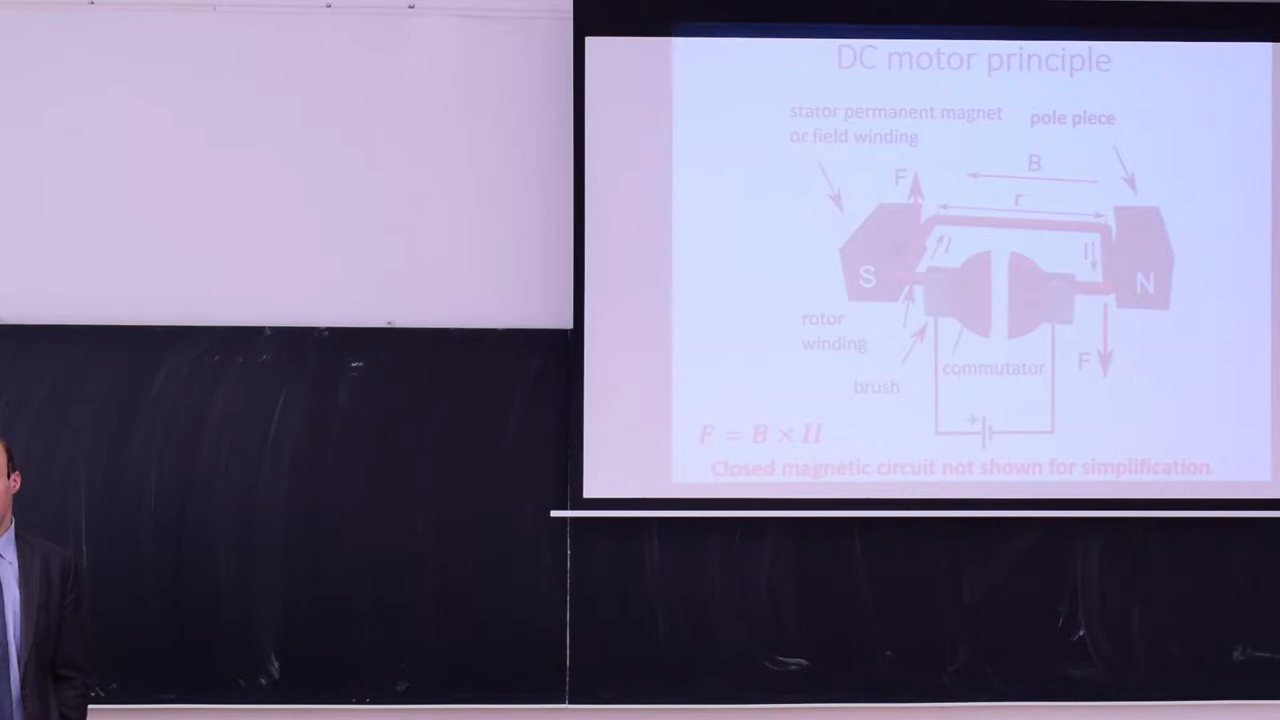 DC motor principle
stator permanent magnet
or field winding
pole piece
B
F
r
I
I
S
N
rotor
winding
brush
commutator
F
+
F = B × Il
Closed magnetic circuit not shown for simplification